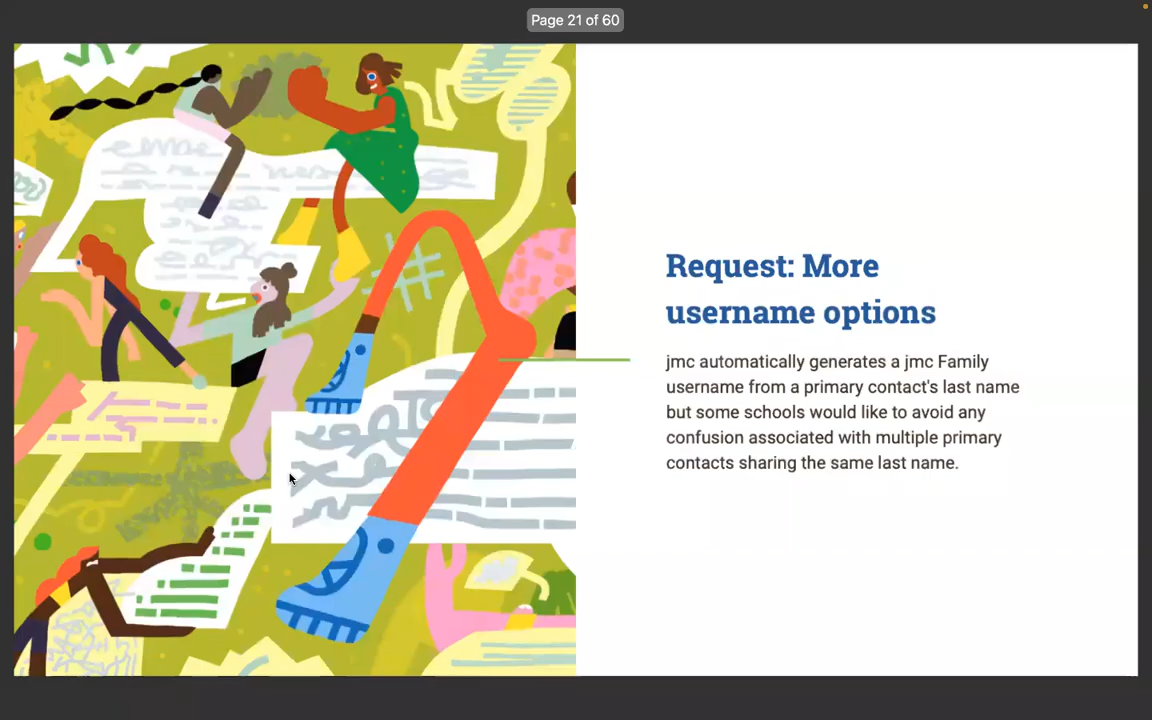 Page 21 of 60
Request: More
username options
jmc automatically generates a jmc Family
username from a primary contact's last name
but some schools would like to avoid any
confusion associated with multiple primary
contacts sharing the same last name.